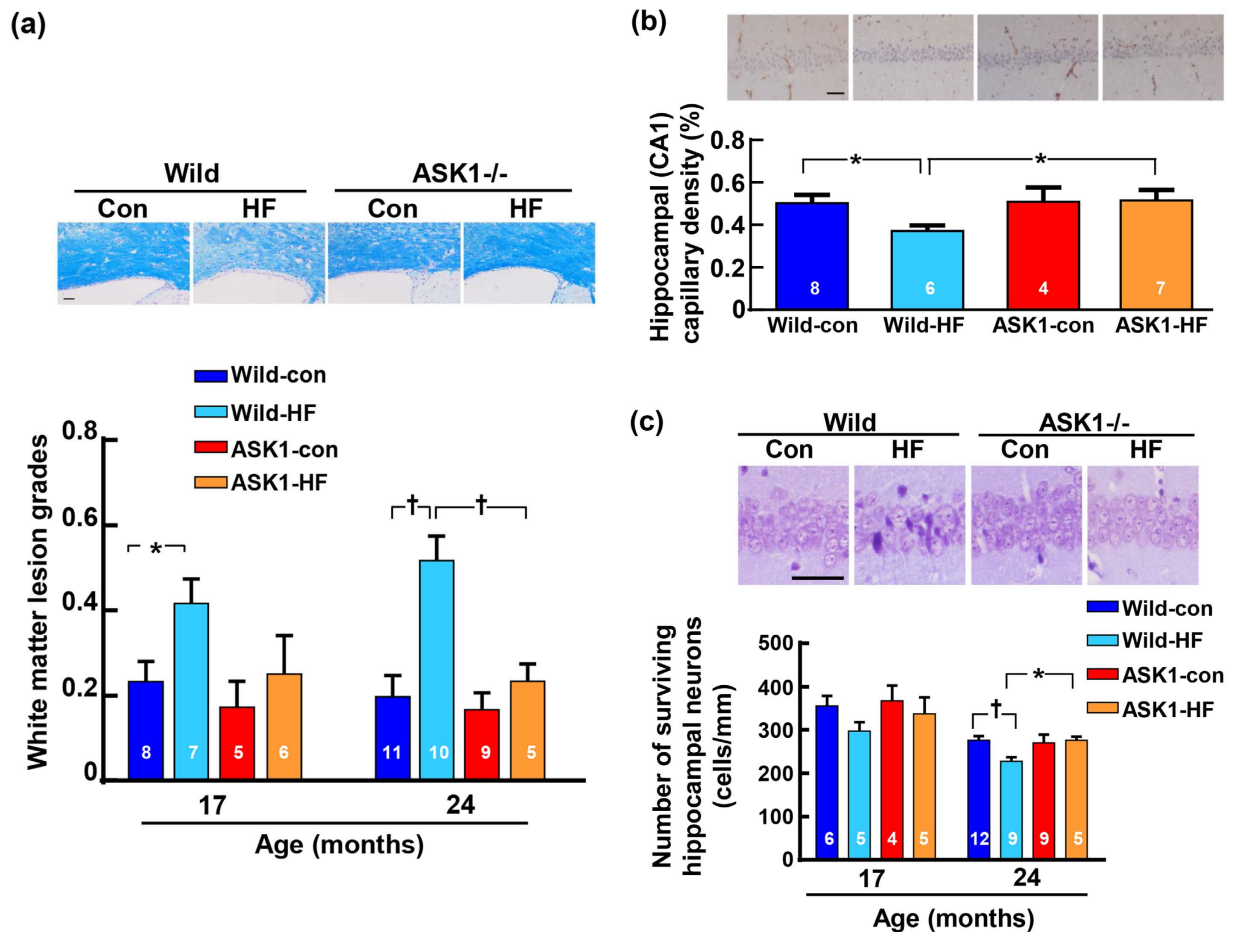 (a)
Wild ASK1-/-
Con HF Con HF
Wild-con
Wild-HF
ASK1-con
ASK1-HF
White matter lesion grades
0.8
0.6
0.4
0.2
0
*
† †
8 7 5 6 11 10 9 5
17 24
Age (months)
(b)
Hippocampal (CA1)
capillary density (%)
0.8
0.6
0.4
0.2
0
* *
8 6 4 7
Wild-con Wild-HF ASK1-con ASK1-HF
(c)
Wild ASK1-/-
Con HF Con HF
Wild-con
Wild-HF
ASK1-con
ASK1-HF
Number of surviving
hippocampal neurons
(cells/mm)
500
400
300
200
100
0
† *
6 5 4 5 12 9 9 5
17 24
Age (months)